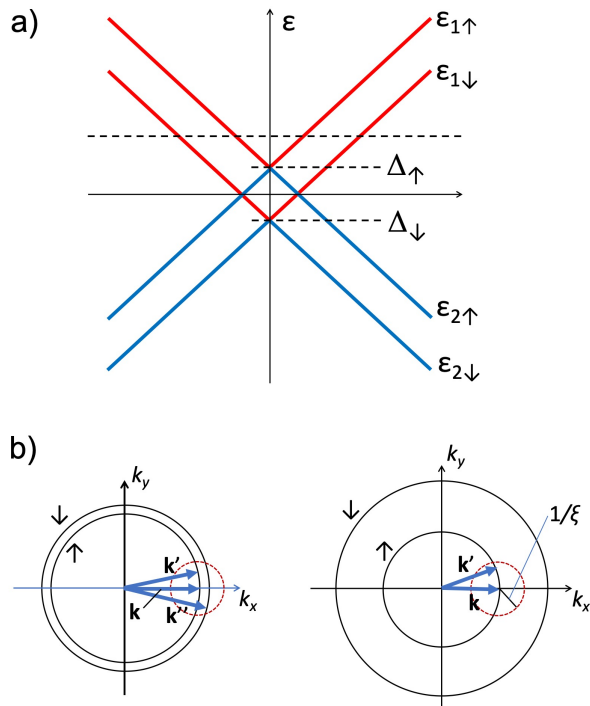 a)
ε
ε1↑
ε1↓
Δ↑
Δ↓
ε2↑
ε2↓
b)
ky
↓
↑
k’
k
k’’
kx
ky
↓
1/ξ
↑
k’
k
kx